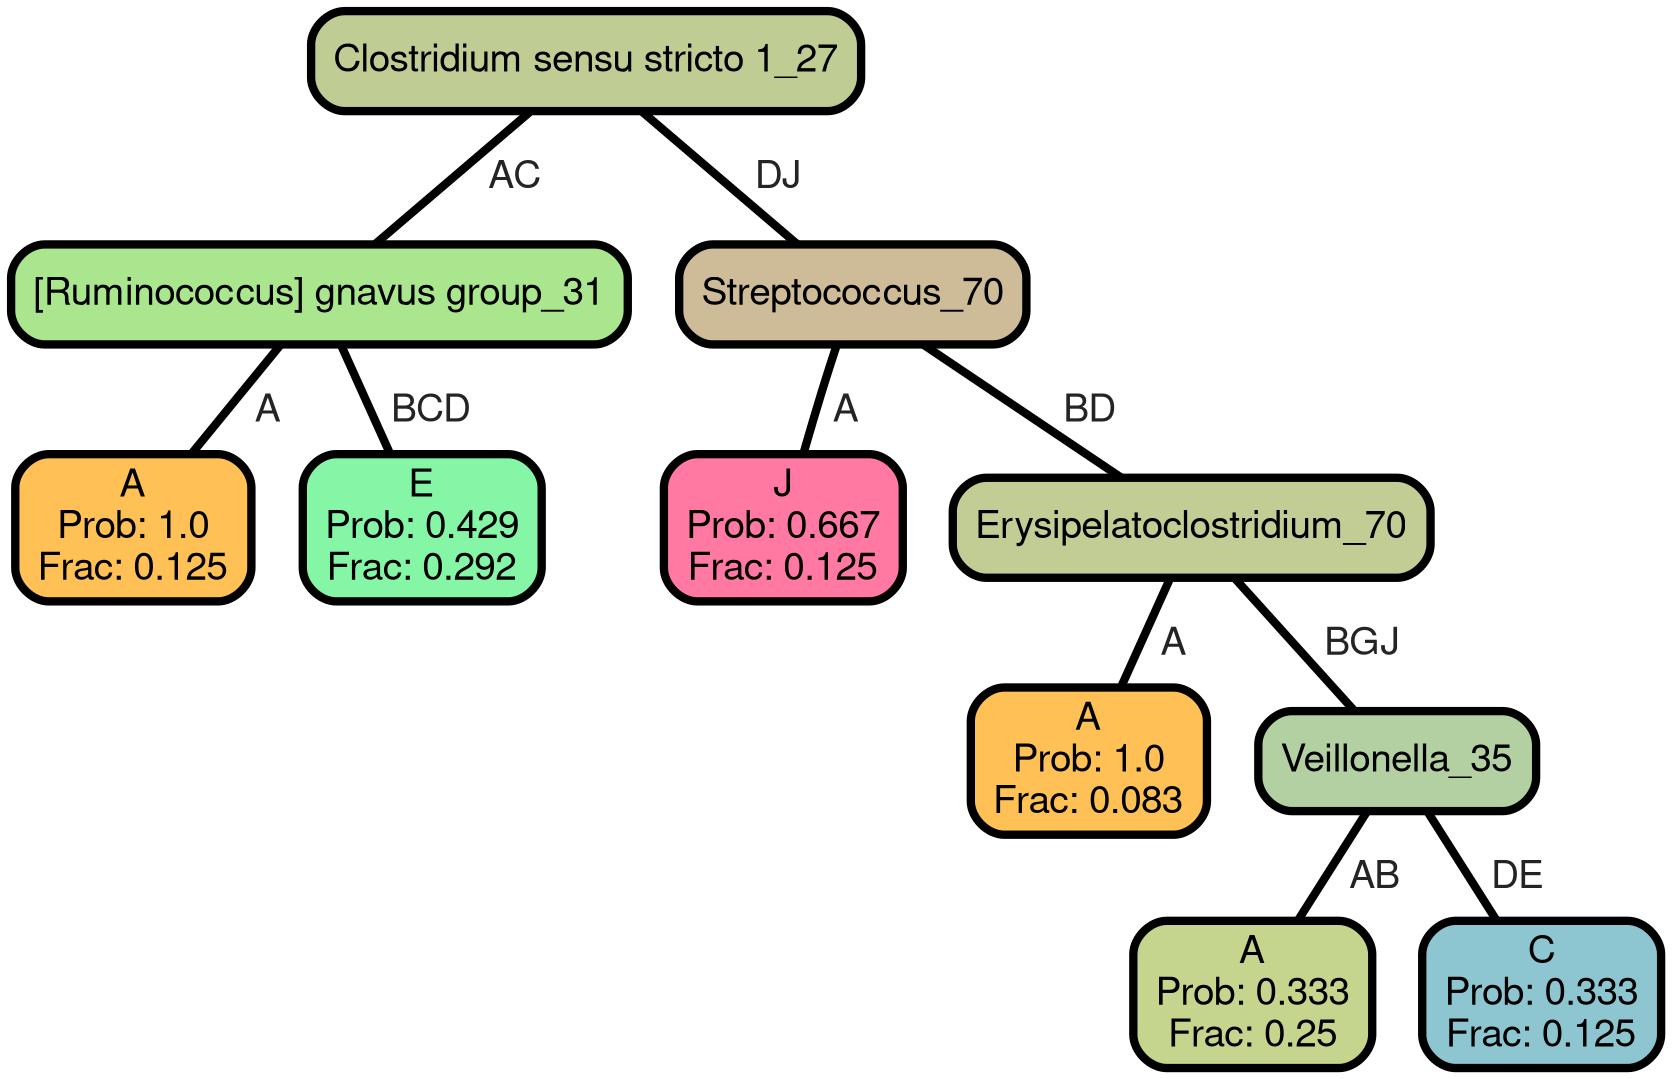 Clostridium sensu stricto 1_27
AC
DJ
[Ruminococcus] gnavus group_31
Streptococcus_70
A
BCD
A
BD
A
Prob: 1.0
Frac: 0.125
E
Prob: 0.429
Frac: 0.292
J
Prob: 0.667
Frac: 0.125
Erysipelatoclostridium_70
A
BGJ
A
Prob: 1.0
Frac: 0.083
Veillonella_35
AB
DE
A
Prob: 0.333
Frac: 0.25
C
Prob: 0.333
Frac: 0.125